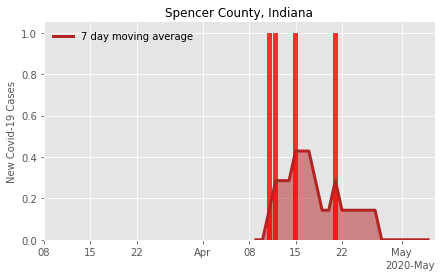 Spencer County, Indiana
7 day moving average
New Covid-19 Cases
1.0
0.8
0.6
0.4
0.2
0.0
08 15 22 Apr 08 15 22 May
2020-May